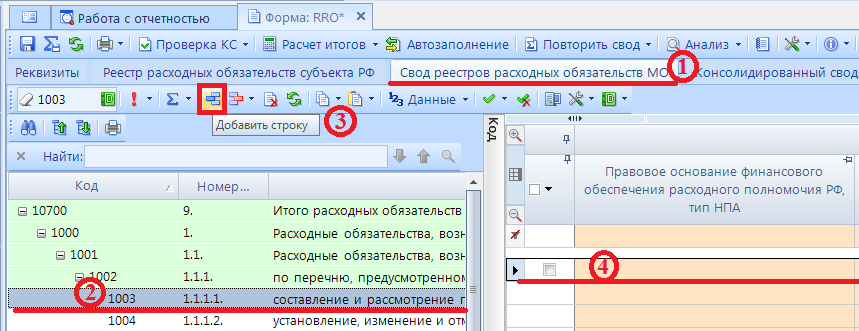 Работа с отчетностью
Форма: RRO*
Проверка КС
Расчет итогов
Автозаполнение
Повторить свод
Анализ
Реквизиты
Реестр расходных обязательств субъекта РФ
Свод реестров расходных обязательств МО
1
Консолидированный свод
1003
123 Данные
3
Добавить строку
Код
Найти:
Код
Номер...
Правовое основание финансового
обеспечения расходного полномочия РФ,
тип НПА
10700 9. Итого расходных обязательств
1000 1. Расходные обязательства, возн
1001 1.1. Расходные обязательства, возн
1002 1.1.1. по перечню, предусмотренном
4
2
1003 1.1.1.1. составление и рассмотрение п
1004 1.1.1.2. установление, изменение и отм